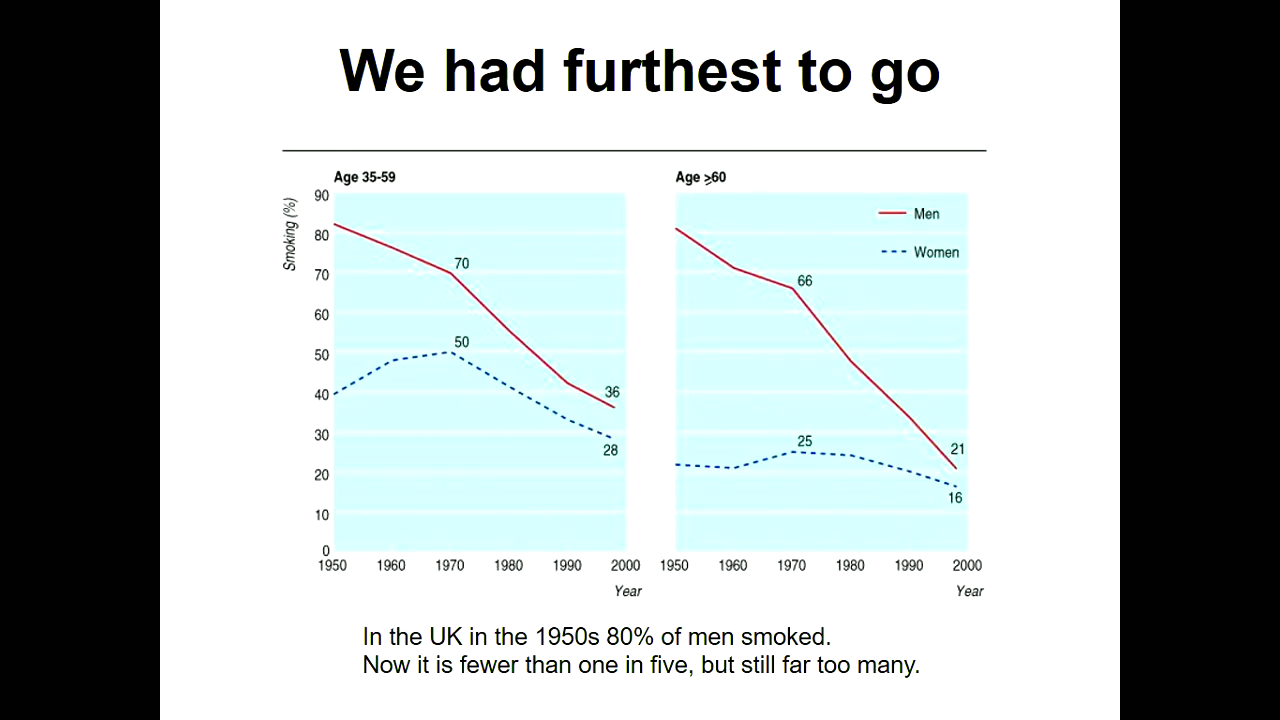 We had furthest to go
Age 35-59
Smoking (%)
90
80
70
60
50
40
30
20
10
0
70
50
36
28
1950 1960 1970 1980 1990 2000
Year
Age ≥60
Men
Women
66
25
21
16
1950 1960 1970 1980 1990 2000
Year
In the UK in the 1950s 80% of men smoked.
Now it is fewer than one in five, but still far too many.